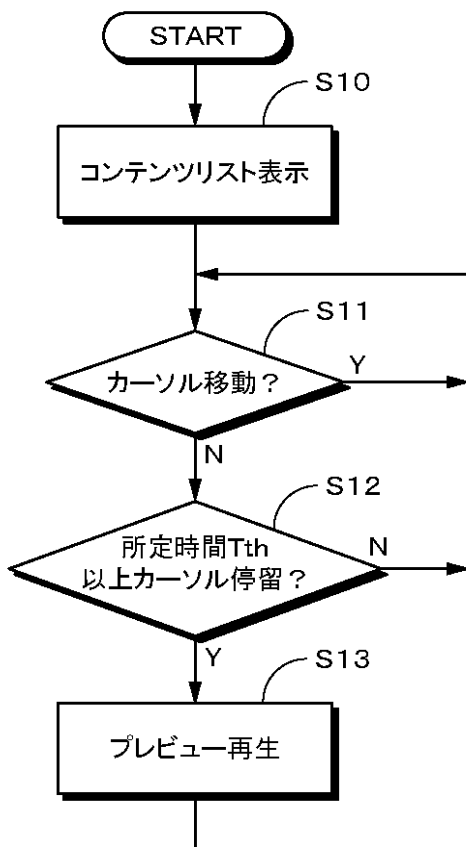 START
S10
コンテンツリスト表示
S11
カーソル移動？
Y
N
S12
所定時間Tth
以上カーソル停留？
N
Y
S13
プレビュー再生